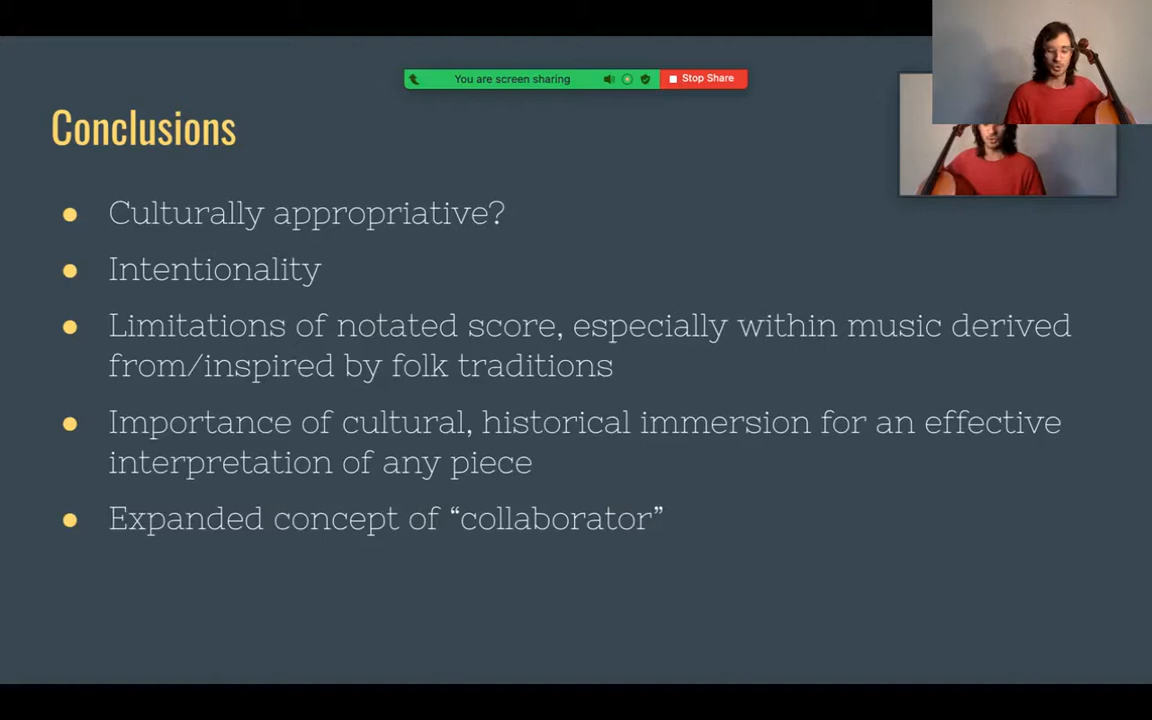 You are screen sharing
Stop Share
Conclusions
Culturally appropriative?
Intentionality
Limitations of notated score, especially within music derived
from/inspired by folk traditions
Importance of cultural, historical immersion for an effective
interpretation of any piece
Expanded concept of “collaborator”